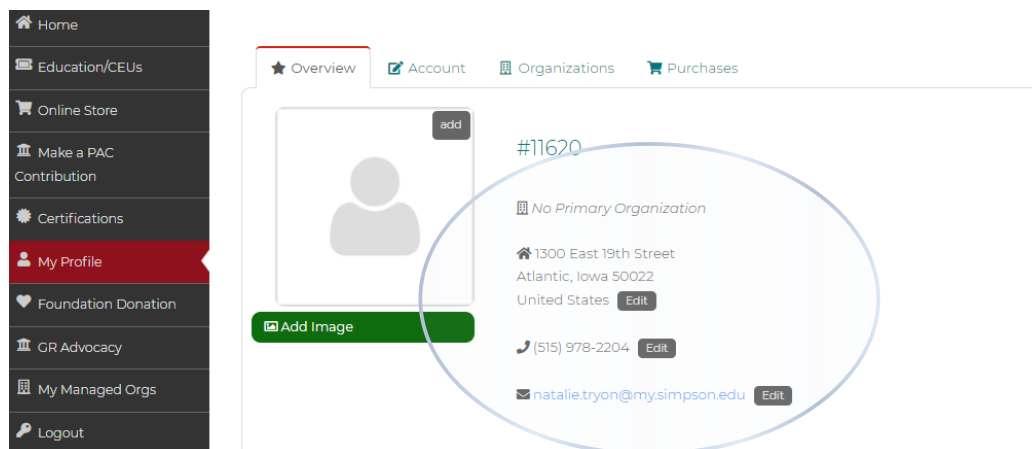 Home
Education/CEUs
Online Store
Make a PAC
Contribution
Certifications
My Profile
Foundation Donation
GR Advocacy
My Managed Orgs
Logout
Overview
Account
Organizations
Purchases
add
Add Image
#11620
No Primary Organization
1300 East 19th Street
Atlantic, Iowa 50022
United States Edit
(515) 978-2204 Edit
natalie.tryon@my.simpson.edu Edit